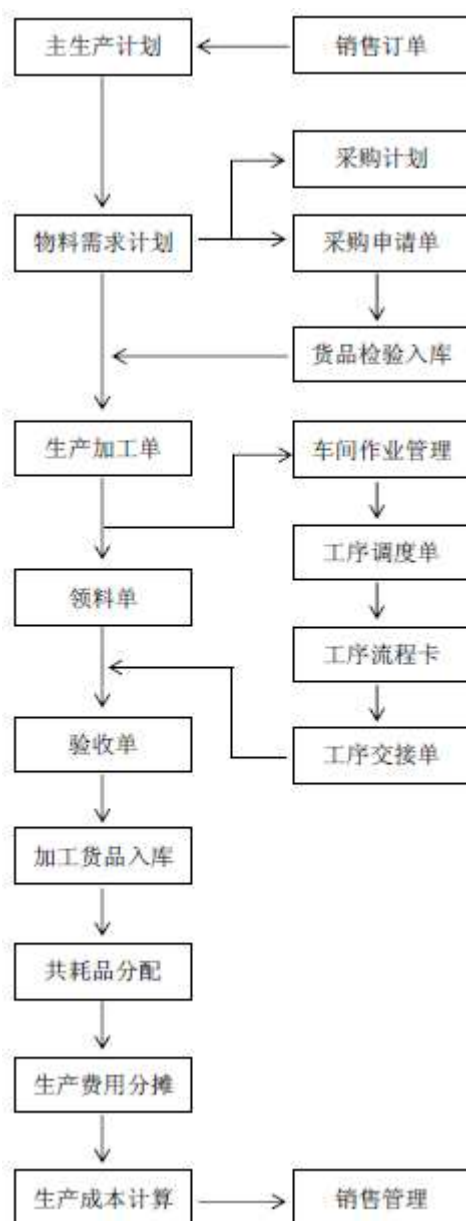 主生产计划
销售订单
采购计划
物料需求计划
采购申请单
货品检验入库
生产加工单
车间作业管理
工序调度单
领料单
工序流程卡
验收单
工序交接单
加工货品入库
共耗品分配
生产费用分摊
生产成本计算
销售管理